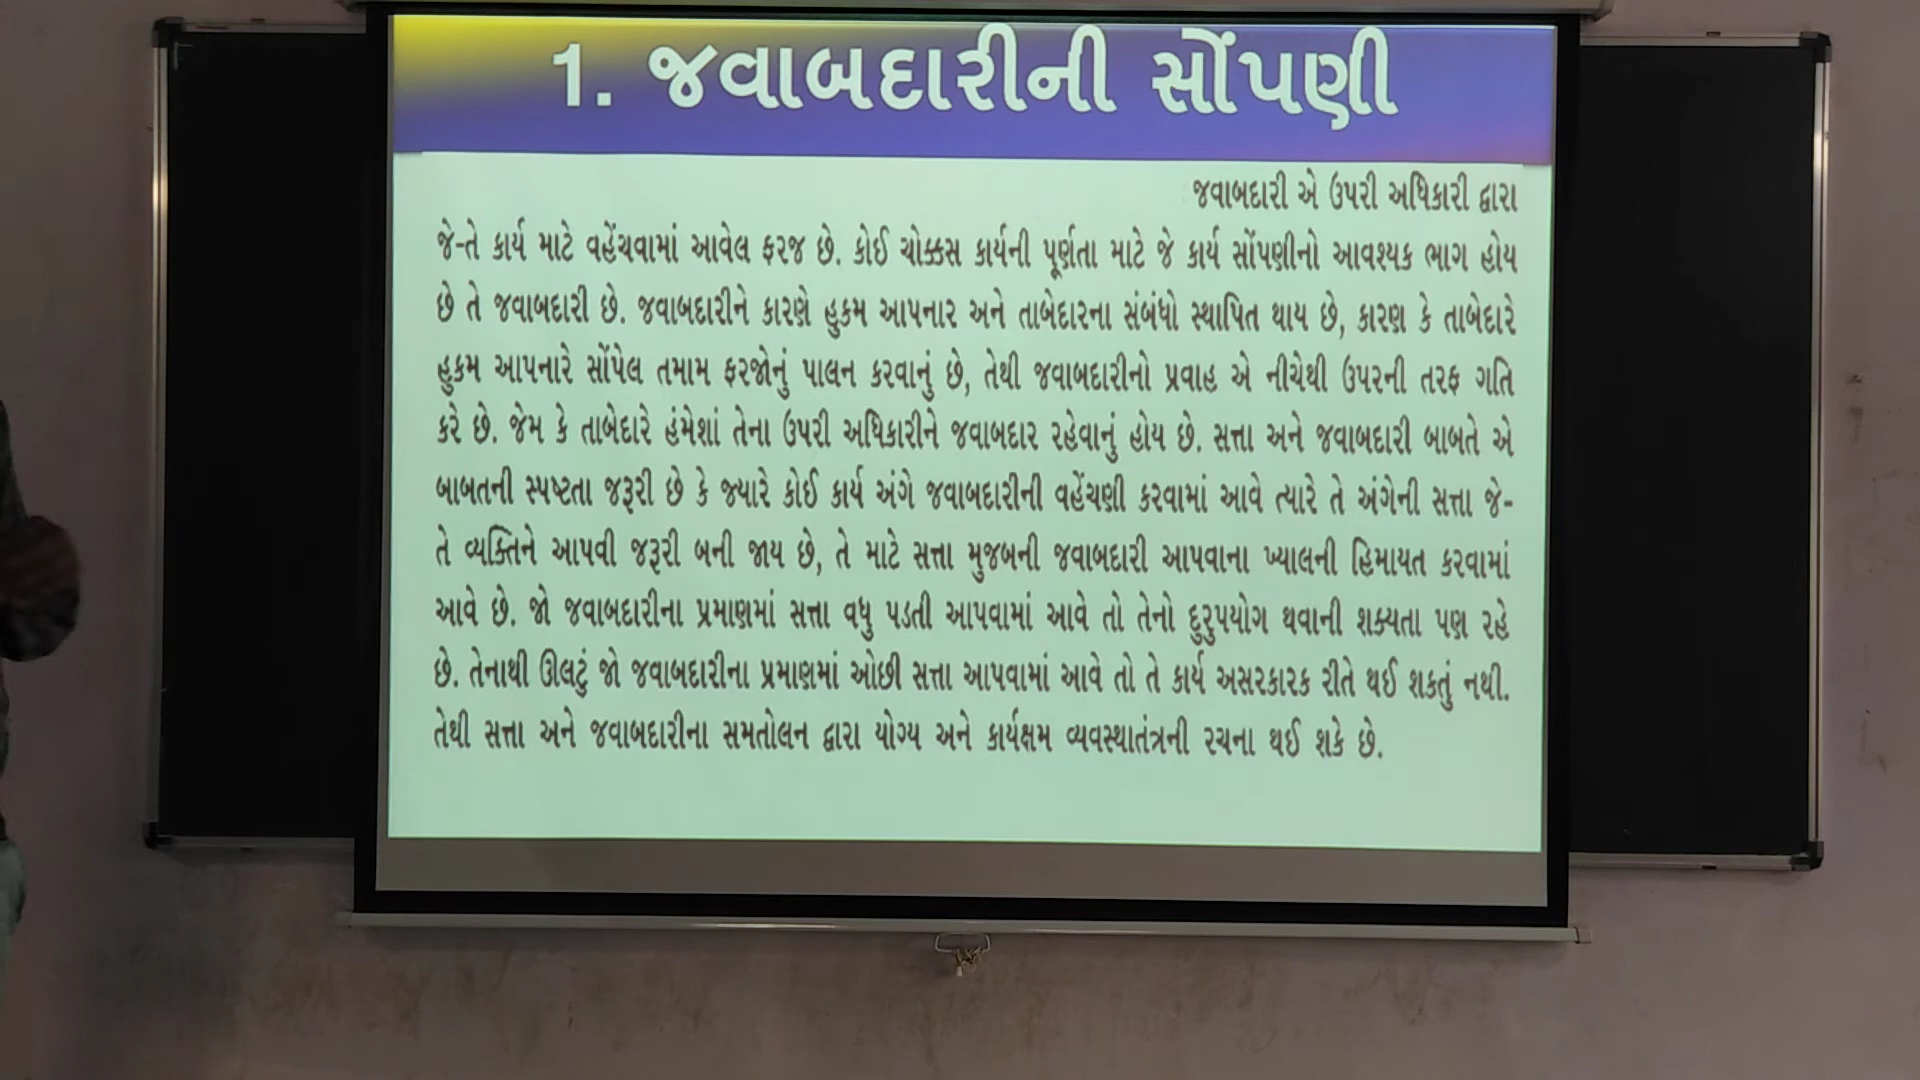 1. જવાબદારીની સોંપણી
જવાબદારી એ ઉપરી અધિકારી દ્વારા
જે-તે કાર્ય માટે વહેંચવામાં આવેલ ફરજ છે. કોઈ ચોક્કસ કાર્યની પૂર્ણતા માટે જે કાર્ય સોંપણીનો આવશ્યક ભાગ હોય
છે તે જવાબદારી છે. જવાબદારીને કારણે હુકમ આપનાર અને તાબેદારના સંબંધો સ્થાપિત થાય છે, કારણ કે તાબેદારે
હુકમ આપનારે સોંપેલ તમામ ફરજોનું પાલન કરવાનું છે, તેથી જવાબદારીનો પ્રવાહ એ નીચેથી ઉપરની તરફ ગતિ
કરે છે. જેમ કે તાબેદારે હંમેશાં તેના ઉપરી અધિકારીને જવાબદાર રહેવાનું હોય છે. સત્તા અને જવાબદારી બાબતે એ
બાબતની સ્પષ્ટતા જરૂરી છે કે જ્યારે કોઈ કાર્ય અંગે જવાબદારીની વહેંચણી કરવામાં આવે ત્યારે તે અંગેની સત્તા જે-
તે વ્યક્તિને આપવી જરૂરી બની જાય છે, તે માટે સત્તા મુજબની જવાબદારી આપવાના ખ્યાલની હિમાયત કરવામાં
આવે છે. જો જવાબદારીના પ્રમાણમાં સત્તા વધુ પડતી આપવામાં આવે તો તેનો દુરુપયોગ થવાની શક્યતા પણ રહે
છે. તેનાથી ઊલટું જો જવાબદારીના પ્રમાણમાં ઓછી સત્તા આપવામાં આવે તો તે કાર્ય અસરકારક રીતે થઈ શકતું નથી.
તેથી સત્તા અને જવાબદારીના સમતોલન દ્વારા યોગ્ય અને કાર્યક્ષમ વ્યવસ્થાતંત્રની રચના થઈ શકે છે.